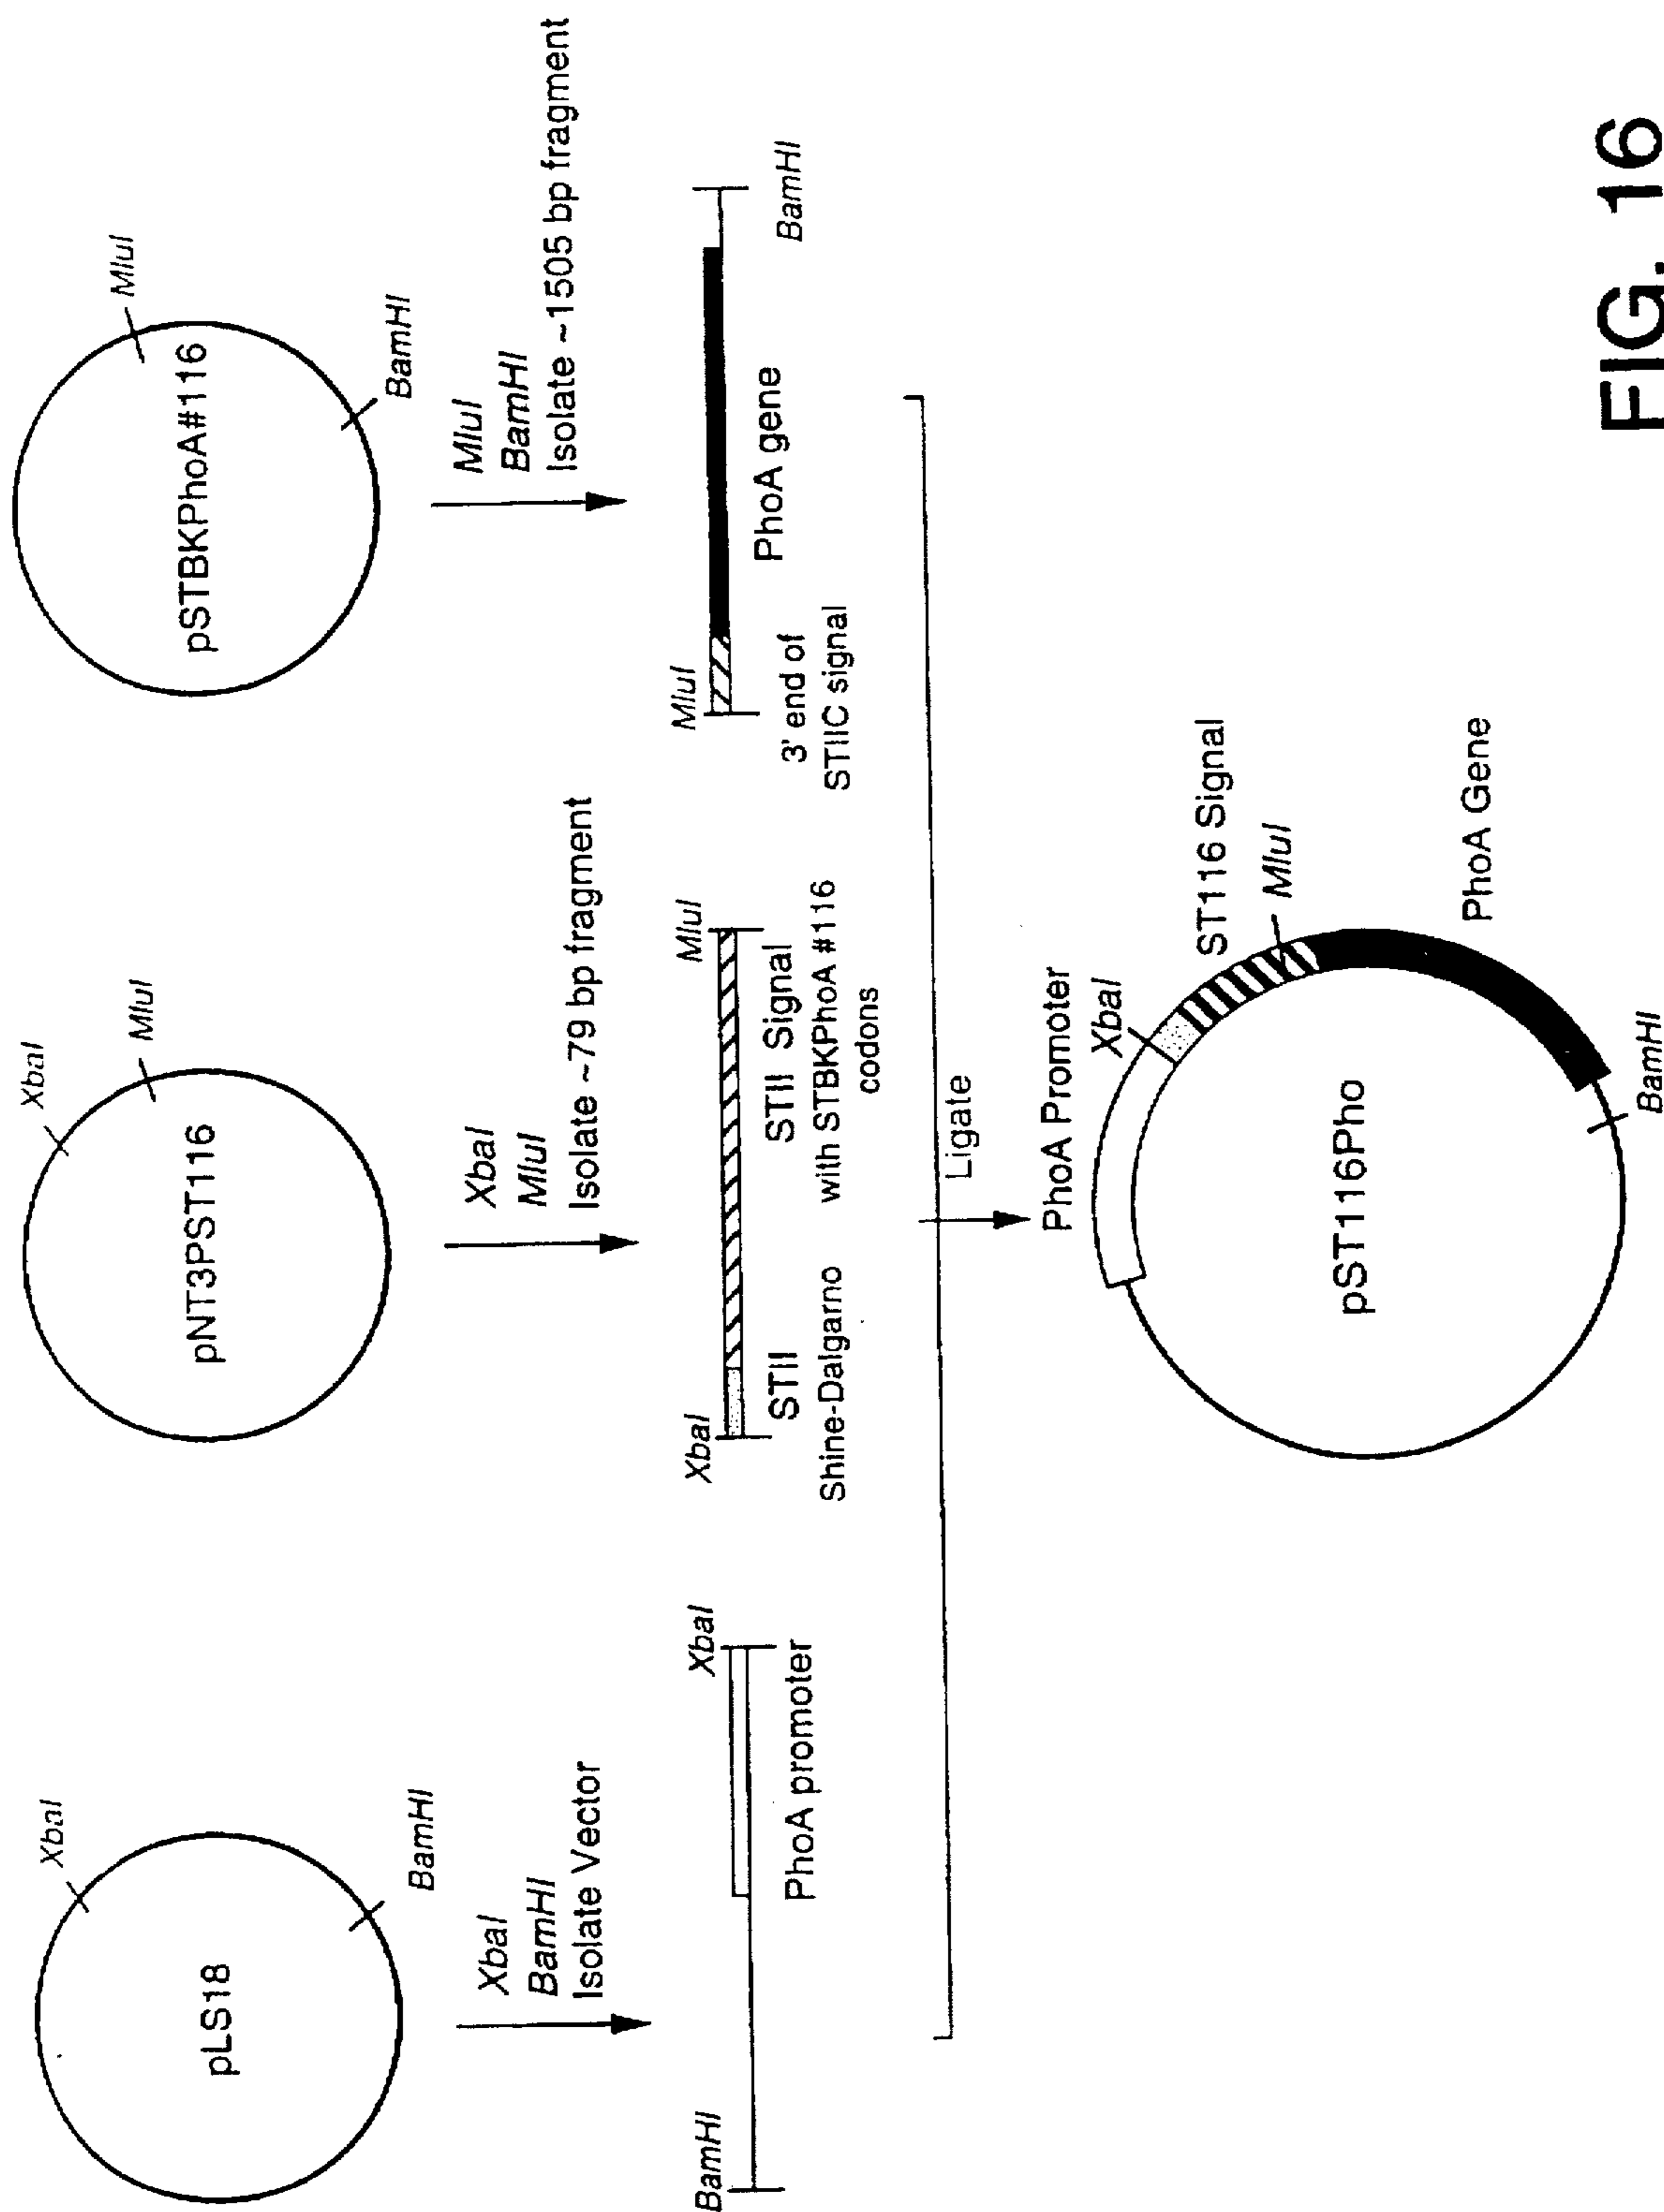 pLS18
XbaI
BamHI
XbaI
BamHI
Isolate Vector
BamHI
XbaI
PhoA promoter
pNT3PST116
XbaI
MluI
XbaI
MluI
Isolate ~79 bp fragment
XbaI
MluI
STII
Shine-Dalgarno
STII Signal
with STBKPhoA #116
codons
pSTBKPhoA#116
MluI
BamHI
MluI
BamHI
Isolate ~1505 bp fragment
MluI
BamHI
3' end of
STIIC signal
PhoA gene
Ligate
PhoA Promoter
XbaI
ST116 Signal
MluI
PhoA Gene
BamHI
pST116Pho
FIG. 16